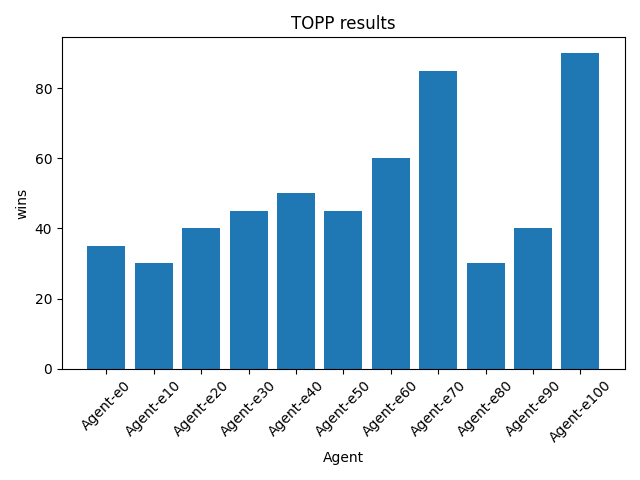 TOPP results
wins
80
60
40
20
0
Agent-e0
Agent-e10
Agent-e20
Agent-e30
Agent-e40
Agent-e50
Agent-e60
Agent-e70
Agent-e80
Agent-e90
Agent-e100
Agent